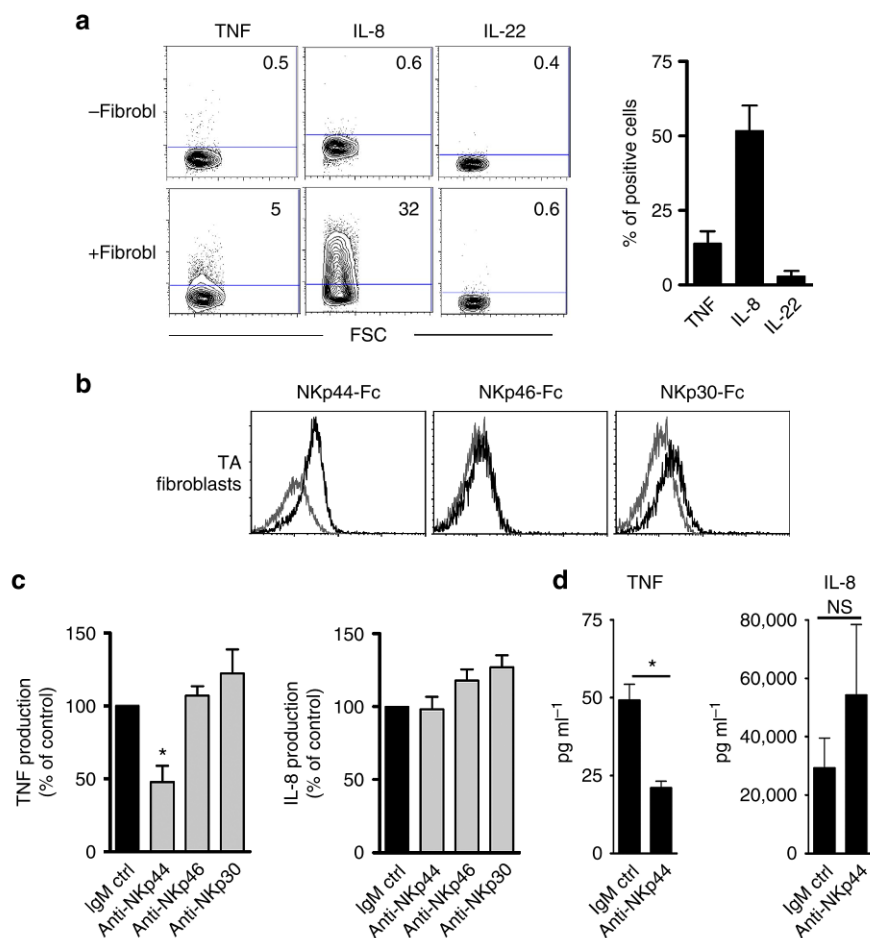 a
TNF IL-8 IL-22
–Fibrobl 0.5 0.6 0.4
+Fibrobl 5 32 0.6
FSC
% of positive cells
75
50
25
0
TNF IL-8 IL-22
b
NKp44-Fc NKp46-Fc NKp30-Fc
TA
fibroblasts
c
TNF production
(% of control)
150
100
50
0
*
IgM ctrl Anti-NKp44 Anti-NKp46 Anti-NKp30
IL-8 production
(% of control)
150
100
50
0
IgM ctrl Anti-NKp44 Anti-NKp46 Anti-NKp30
d
TNF
pg ml⁻¹
75
50
25
0
*
IgM ctrl Anti-NKp44
IL-8
NS
pg ml⁻¹
80,000
60,000
40,000
20,000
0
IgM ctrl Anti-NKp44